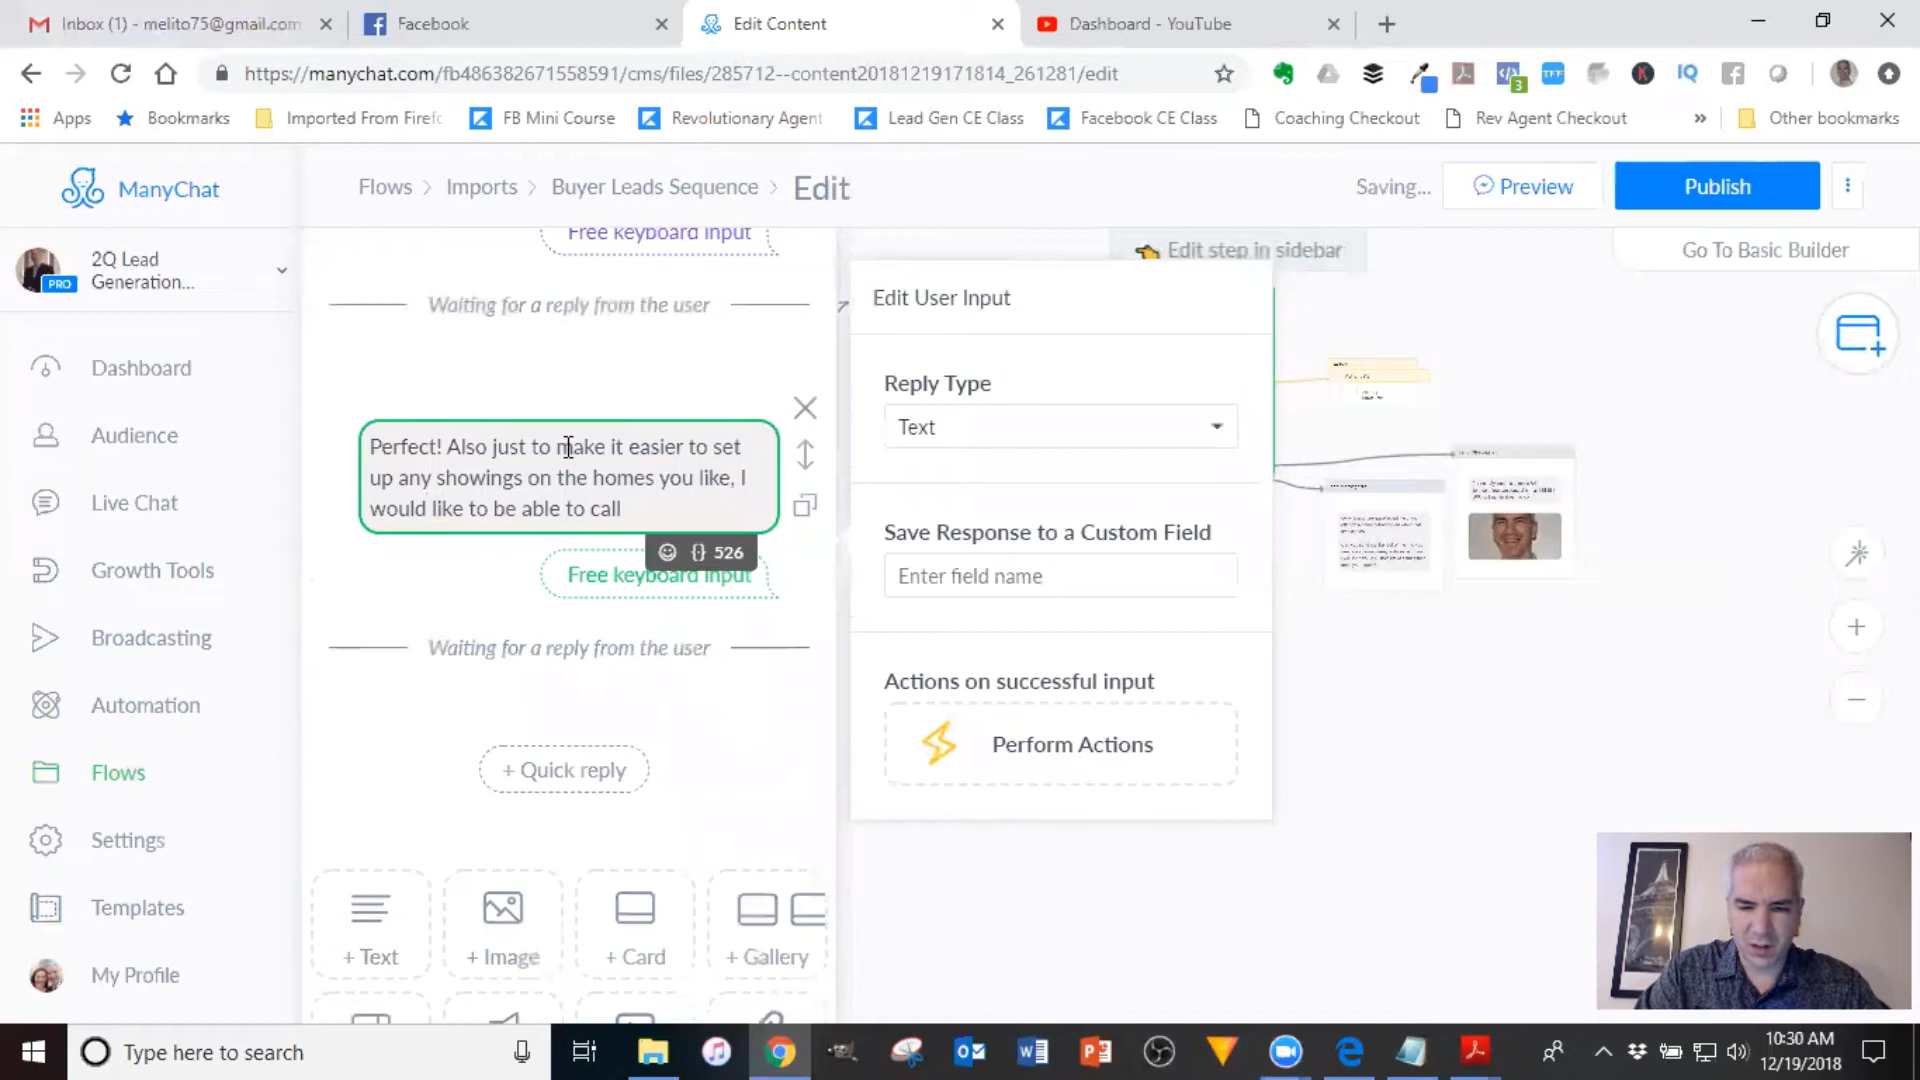 Inbox (1) - melito75@gmail.com
Facebook
Edit Content
Dashboard - YouTube
https://manychat.com/fb486382671558591/cms/files/285712--content20181219171814_261281/edit
Apps
Bookmarks
Imported From Firefo
FB Mini Course
Revolutionary Agent
Lead Gen CE Class
Facebook CE Class
Coaching Checkout
Rev Agent Checkout
Other bookmarks
ManyChat
Flows > Imports > Buyer Leads Sequence > Edit
Saving...
Preview
Publish
2Q Lead
Generation...
PRO
Free keyboard input
Edit step in sidebar
Go To Basic Builder
Waiting for a reply from the user
Edit User Input
Dashboard
Audience
Live Chat
Growth Tools
Broadcasting
Automation
Flows
Settings
Templates
My Profile
Perfect! Also just to make it easier to set
up any showings on the homes you like, I
would like to be able to call
{} 526
Free keyboard input
Waiting for a reply from the user
+ Quick reply
+ Text
+ Image
+ Card
+ Gallery
Reply Type
Text
Save Response to a Custom Field
Enter field name
Actions on successful input
Perform Actions
Type here to search
10:30 AM
12/19/2018